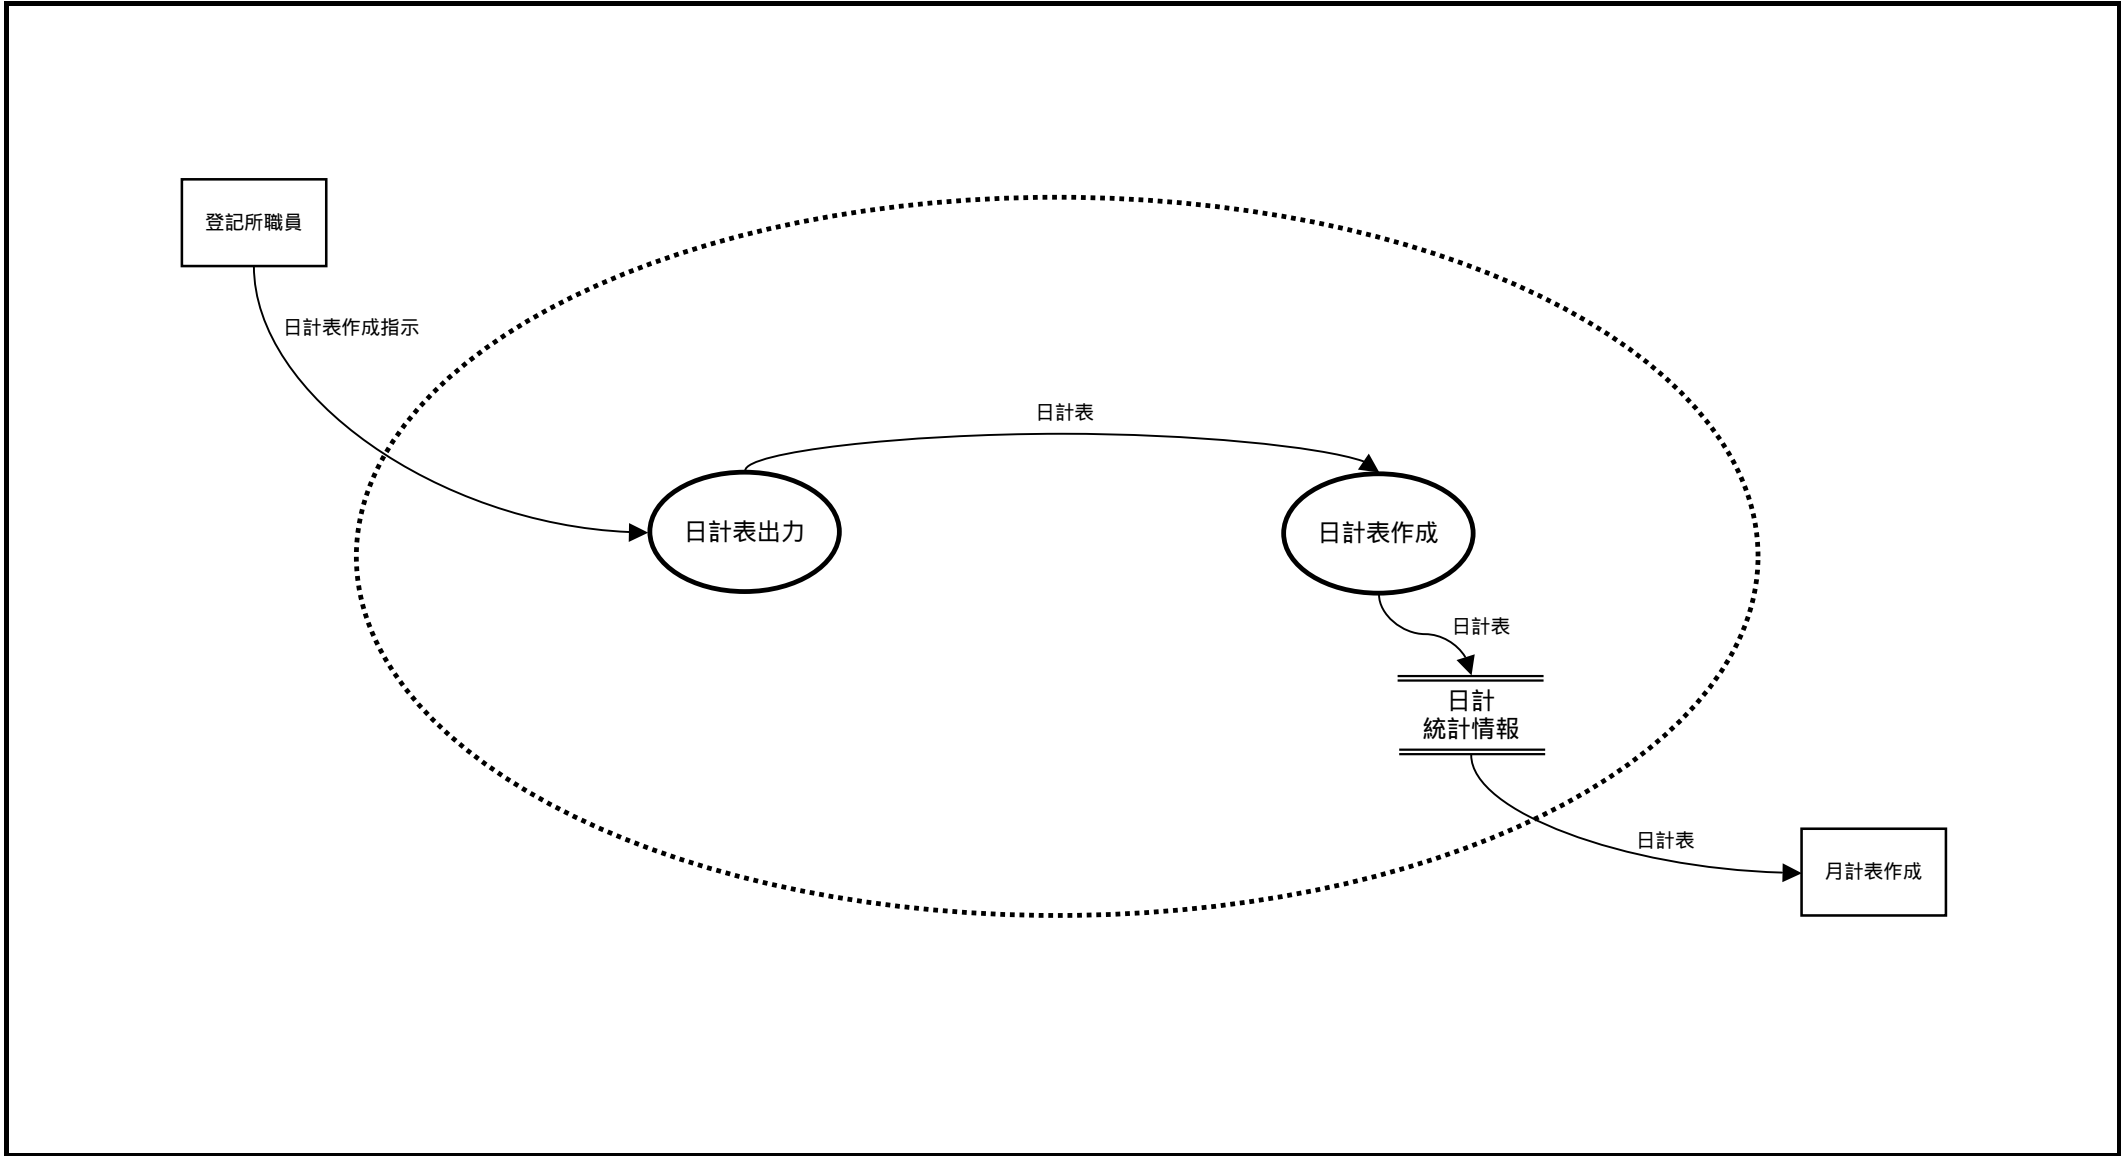 登記所職員
日計表作成指示
日計表
日計表出力
日計表作成
日計表
日計
統計情報
日計表
月計表作成